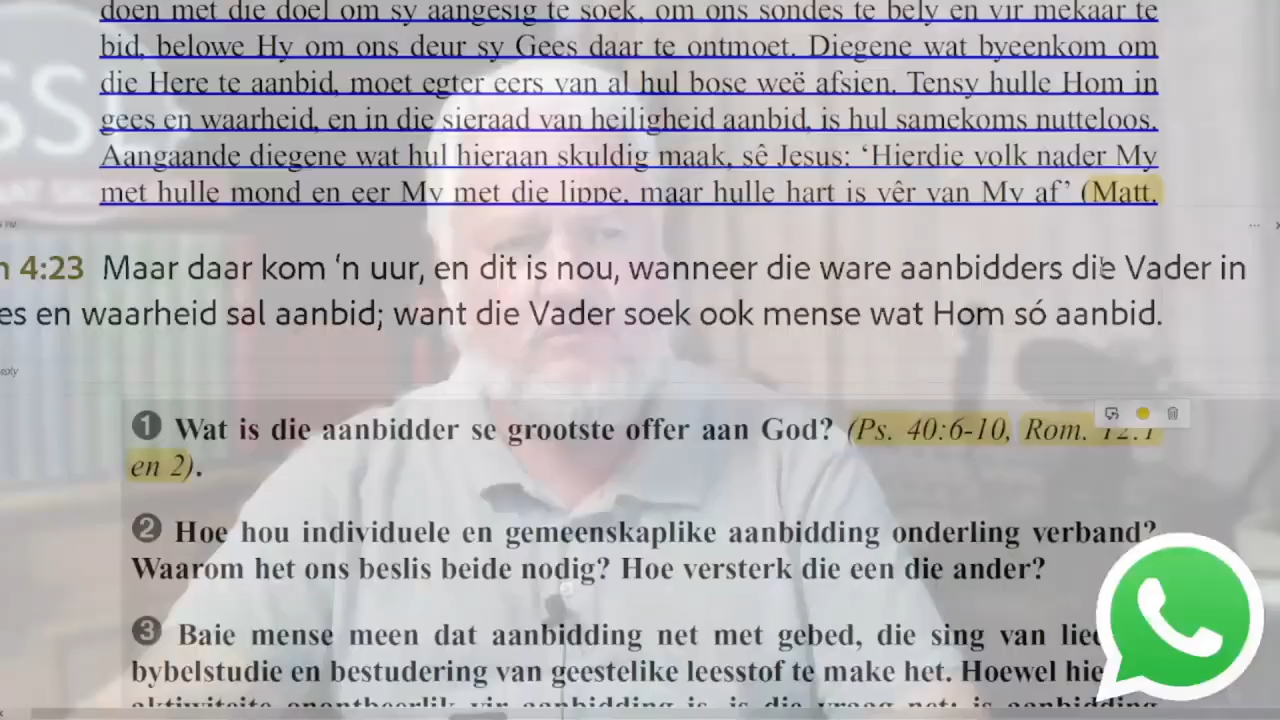 doen met die doel om sy aangesig te soek, om ons sondes te bely en vir mekaar te
bid, belowe Hy om ons deur sy Gees daar te ontmoet. Diegene wat byeenkom om
die Here te aanbid, moet egter eers van al hul bose weë afsien. Tensy hulle Hom in
gees en waarheid, en in die sieraad van heiligheid aanbid, is hul samekoms nutteloos.
Aangaande diegene wat hul hieraan skuldig maak, sê Jesus: ‘Hierdie volk nader My
met hulle mond en eer My met die lippe, maar hulle hart is vêr van My af’ (Matt.
4:23 Maar daar kom ‘n uur, en dit is nou, wanneer die ware aanbidders die Vader in
es en waarheid sal aanbid; want die Vader soek ook mense wat Hom só aanbid.
❶ Wat is die aanbidder se grootste offer aan God? (Ps. 40:6-10, Rom. 12:1
en 2).
❷ Hoe hou individuele en gemeenskaplike aanbidding onderling verband?
Waarom het ons beslis beide nodig? Hoe versterk die een die ander?
❸ Baie mense meen dat aanbidding net met gebed, die sing van
bybelstudie en bestudering van geestelike leesstof te make het. Hoewel